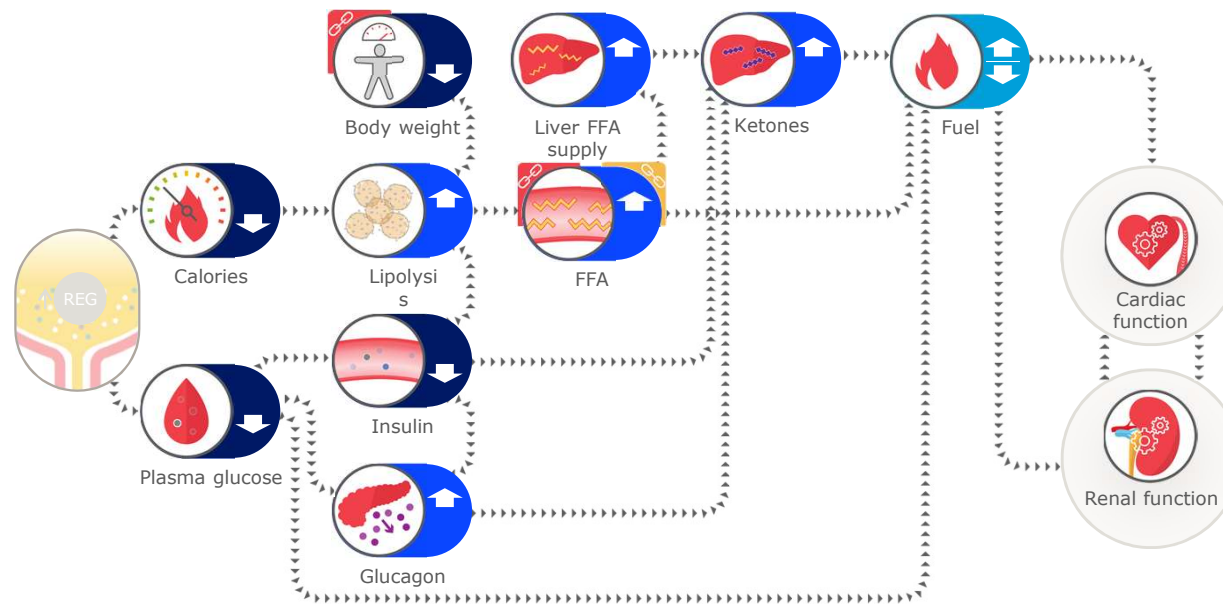 Body weight
Liver FFA
supply
Ketones
Fuel
Calories
Lipolysi
s
FFA
REG
Cardiac
function
Insulin
Plasma glucose
Renal function
Glucagon